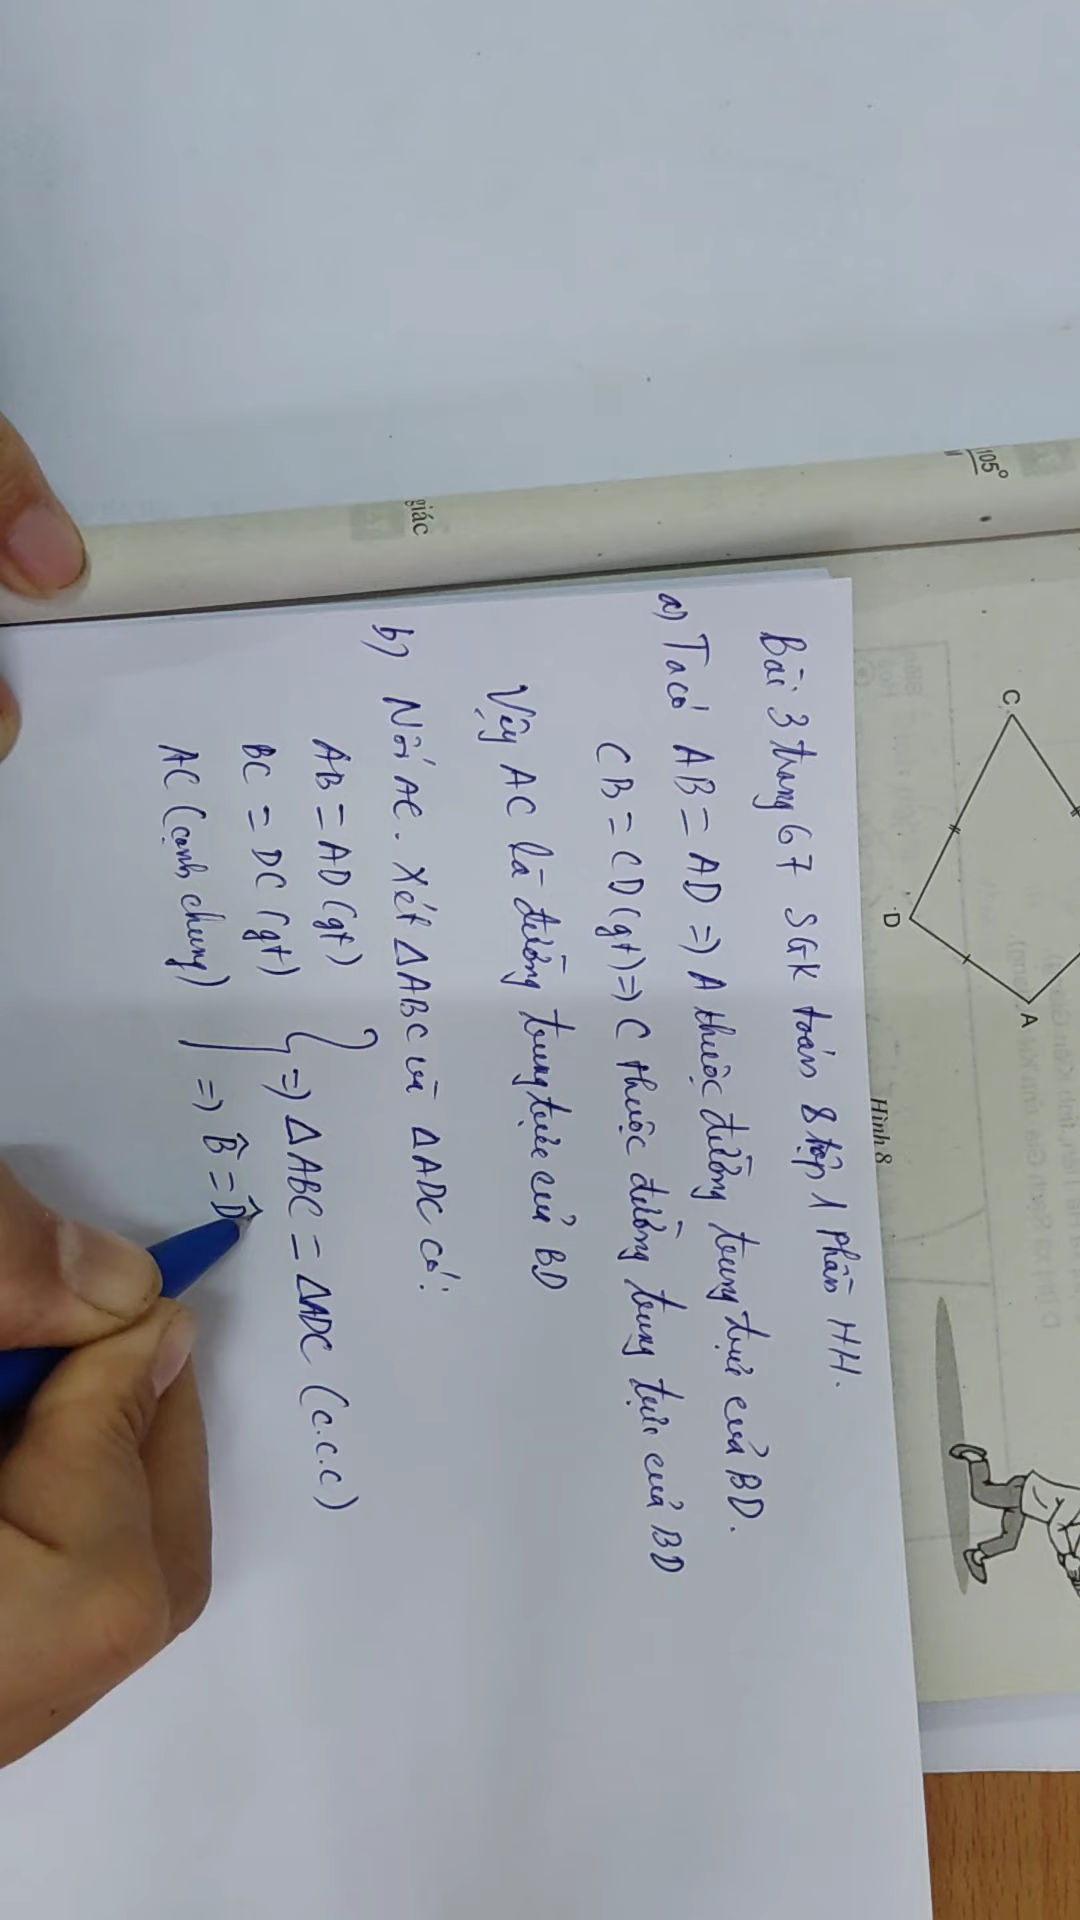 105°
giác
C
D
A
Hình 8
Bài 3 trang 67 SGK toán 8 tập 1 Phần HH.
a) Ta có AB = AD => A thuộc đường trung trực của BD.
CB = CD (gt) => C thuộc đường trung trực của BD
Vậy AC là đường trung trực của BD
b) Nối AC. Xét ΔABC và ΔADC có:
AB = AD (gt)
BC = DC (gt) } => ΔABC = ΔADC (c.c.c)
AC (cạnh chung) => B̂ = D̂